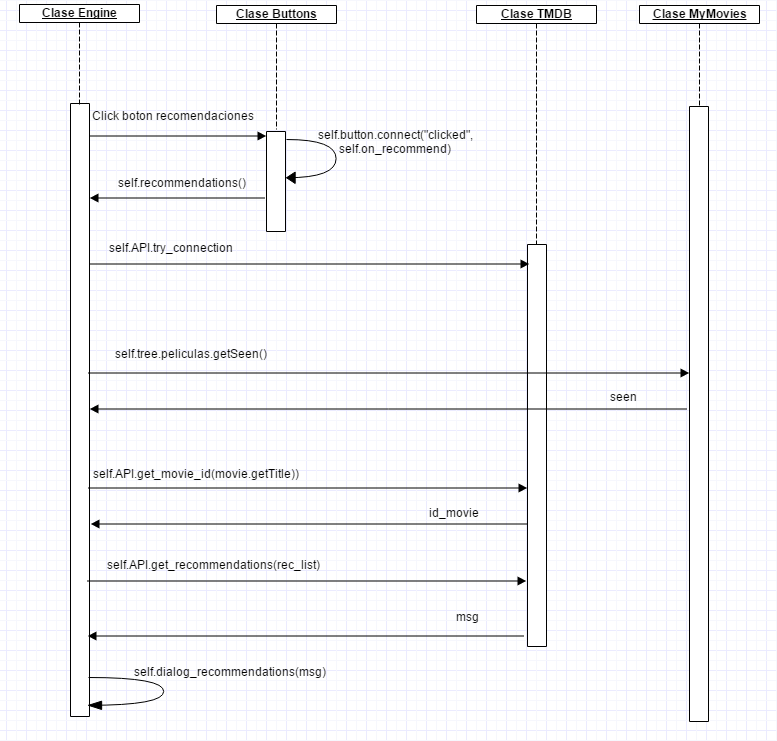 Clase Engine
Clase Buttons
Clase TMDB
Clase MyMovies
Click boton recomendaciones
self.button.connect("clicked",
self.on_recommend)
self.recommendations()
self.API.try_connection
self.tree.peliculas.getSeen()
seen
self.API.get_movie_id(movie.getTitle))
id_movie
self.API.get_recommendations(rec_list)
msg
self.dialog_recommendations(msg)